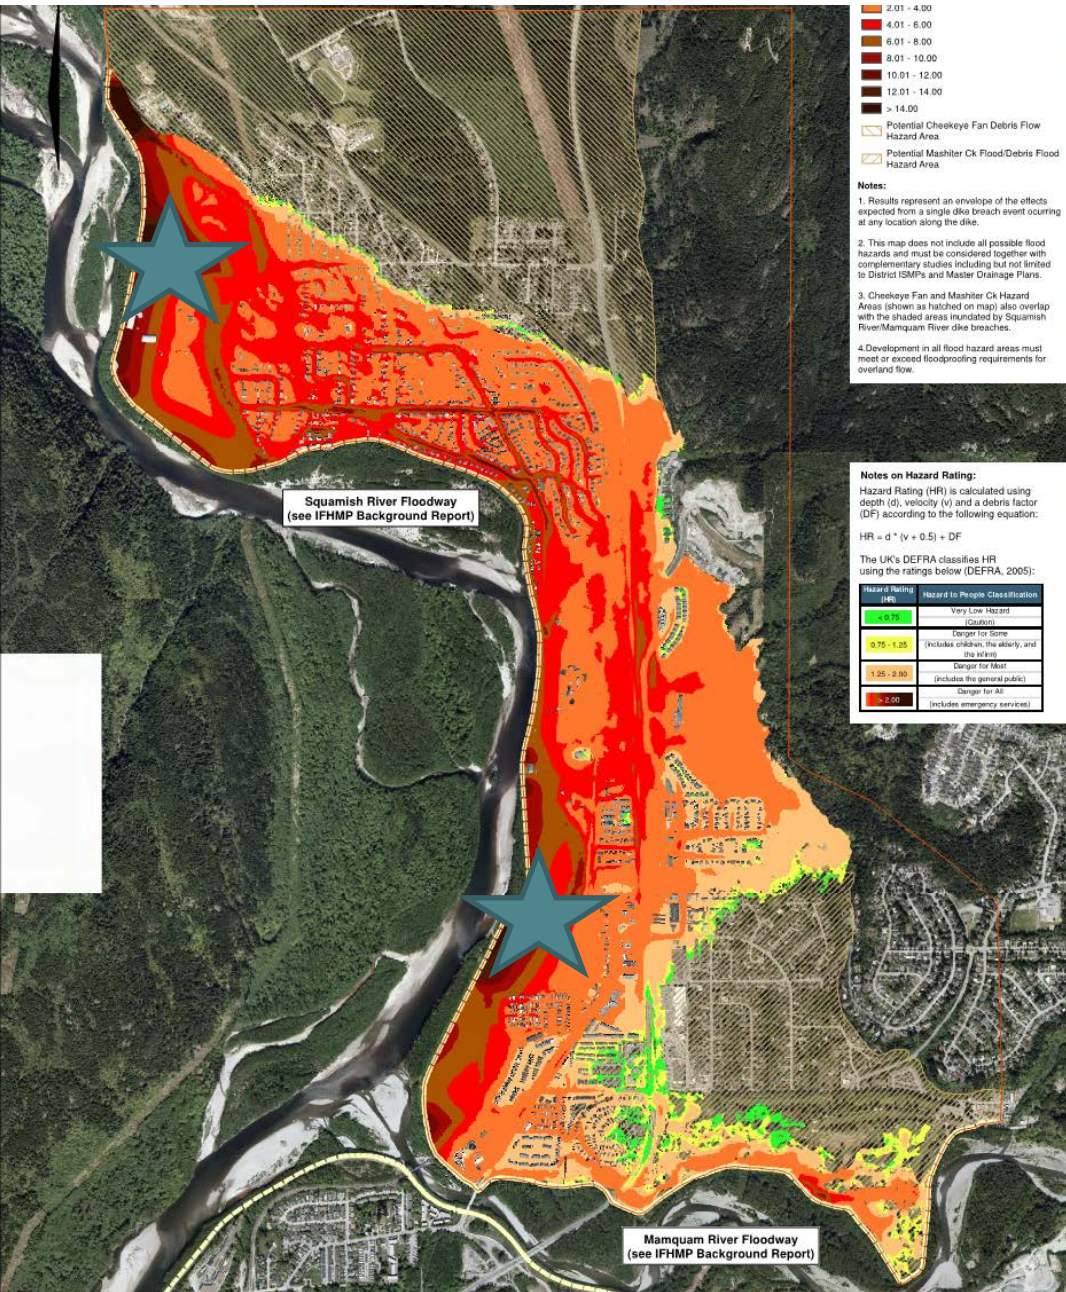 2.01 - 4.00
4.01 - 6.00
6.01 - 8.00
8.01 - 10.00
10.01 - 12.00
12.01 - 14.00
> 14.00
Potential Cheekeye Fan Debris Flow
Hazard Area
Potential Mashiter Ck Flood/Debris Flood
Hazard Area
Notes:
1. Results represent an envelope of the effects
expected from a single dike breach event ocurring
at any location along the dike.
2. This map does not include all possible flood
hazards and must be considered together with
complementary studies including but not limited
to District ISMPs and Master Drainage Plans.
3. Cheekeye Fan and Mashiter Ck Hazard
Areas (shown as hatched on map) also overlap
with the shaded areas inundated by Squamish
River/Mamquam River dike breaches.
4.Development in all flood hazard areas must
meet or exceed floodproofing requirements for
overland flow.
Notes on Hazard Rating:
Hazard Rating (HR) is calculated using
depth (d), velocity (v) and a debris factor
(DF) according to the following equation:
HR = d * (v + 0.5) + DF
The UK's DEFRA classifies HR
using the ratings below (DEFRA, 2005):
Hazard Rating
(HR)
Hazard to People Classification
< 0.75
Very Low Hazard
(Caution)
0.75 - 1.25
Danger for Some
(includes children, the elderly, and
the infirm)
1.25 - 2.00
Danger for Most
(includes the general public)
> 2.00
Danger for All
(includes emergency services)
Squamish River Floodway
(see IFHMP Background Report)
Mamquam River Floodway
(see IFHMP Background Report)